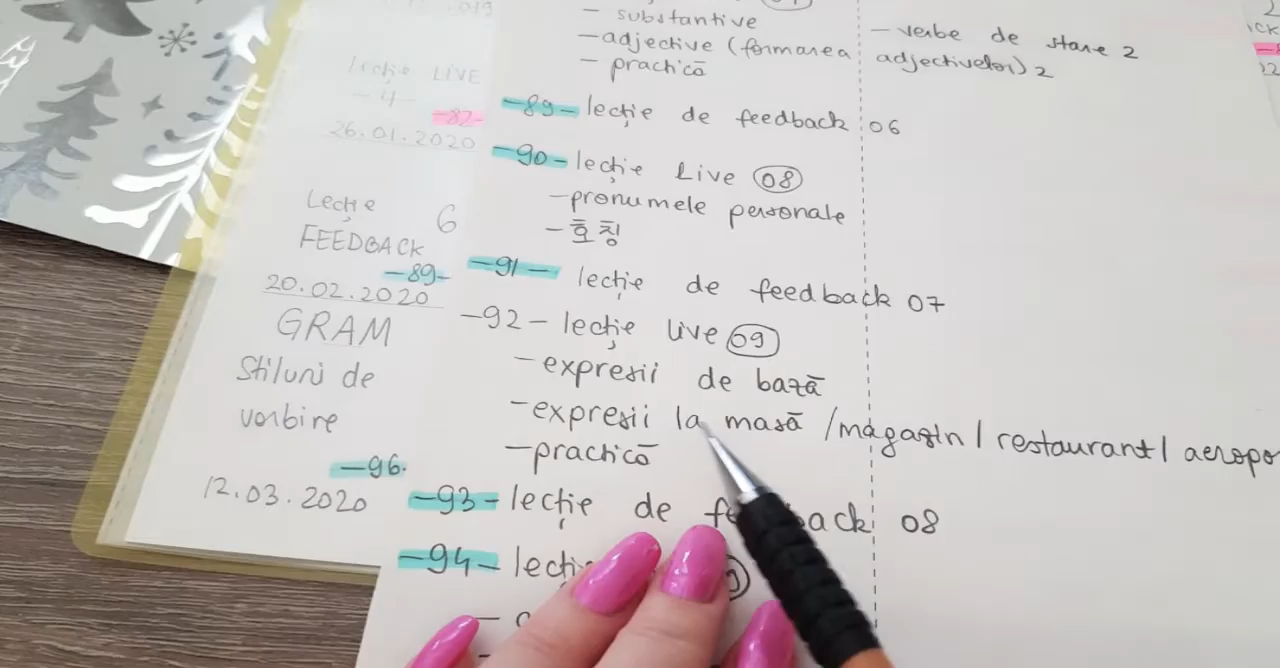 - substantive
- adjective (formarea adjectivelor) 2
- verbe de stare 2
- practică
-89- lecție de feedback 06
-90- lecție Live 08
- pronumele personale
- 호칭
-91- lecție de feedback 07
-92- lecție live 09
- expresii de bază
- expresii la masă / magazin / restaurant /
- practică
-93- lecție de back 08
-94-
lecție LIVE
-4-
-82-
26.01.2020
Lecție 6
FEEDBACK
-89-
20.02.2020
GRAM
Stiluri de
vorbire
-96-
12.03.2020